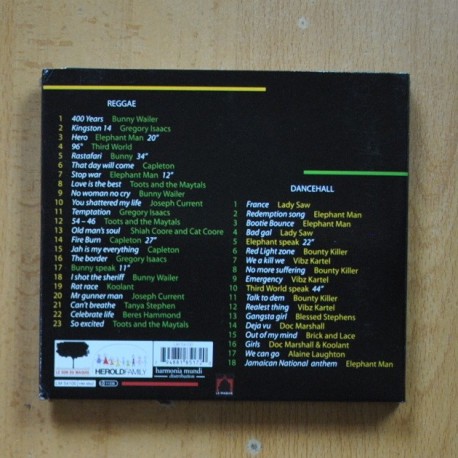 REGGAE
1 400 Years Bunny Wailer
2 Kingston 14 Gregory Isaacs
3 Hero Elephant Man 20"
4 96° Third World
5 Rastafari Bunny 34"
6 That day will come Capleton
7 Stop war Elephant Man 12"
8 Love is the best Toots and the Maytals
9 No woman no cry Bunny Wailer
10 You shattered my life Joseph Current
11 Temptation Gregory Isaacs
12 54 - 46 Toots and the Maytals
13 Old man's soul Shiah Coore and Cat Coore
14 Fire Burn Capleton 27"
15 Jah is my everything Capleton
16 The border Gregory Isaacs
17 Bunny speak 11"
18 I shot the sheriff Bunny Wailer
19 Rat race Koolant
20 Mr gunner man Joseph Current
21 Can't breathe Tanya Stephen
22 Celebrate life Beres Hammond
23 So excited Toots and the Maytals
DANCEHALL
1 France Lady Saw
2 Redemption song Elephant Man
3 Bootie Bounce Elephant Man
4 Bad gal Lady Saw
5 Elephant speak 22"
6 Red Light zone Bounty Killer
7 We a kill we Vibz Kartel
8 No more suffering Bounty Killer
9 Emergency Vibz Kartel
10 Third World speak 44"
11 Talk to dem Bounty Killer
12 Realest thing Vibz Kartel
13 Gangsta girl Blessed Stephens
14 Deja vu Doc Marshall
15 Out of my mind Brick and Lace
16 Girls Doc Marshall & Koolant
17 We can go Alaine Laughton
18 Jamaican National anthem Elephant Man
LE SON DU MAQUIS
HEROLDFAMILY
harmonia mundi
distribution